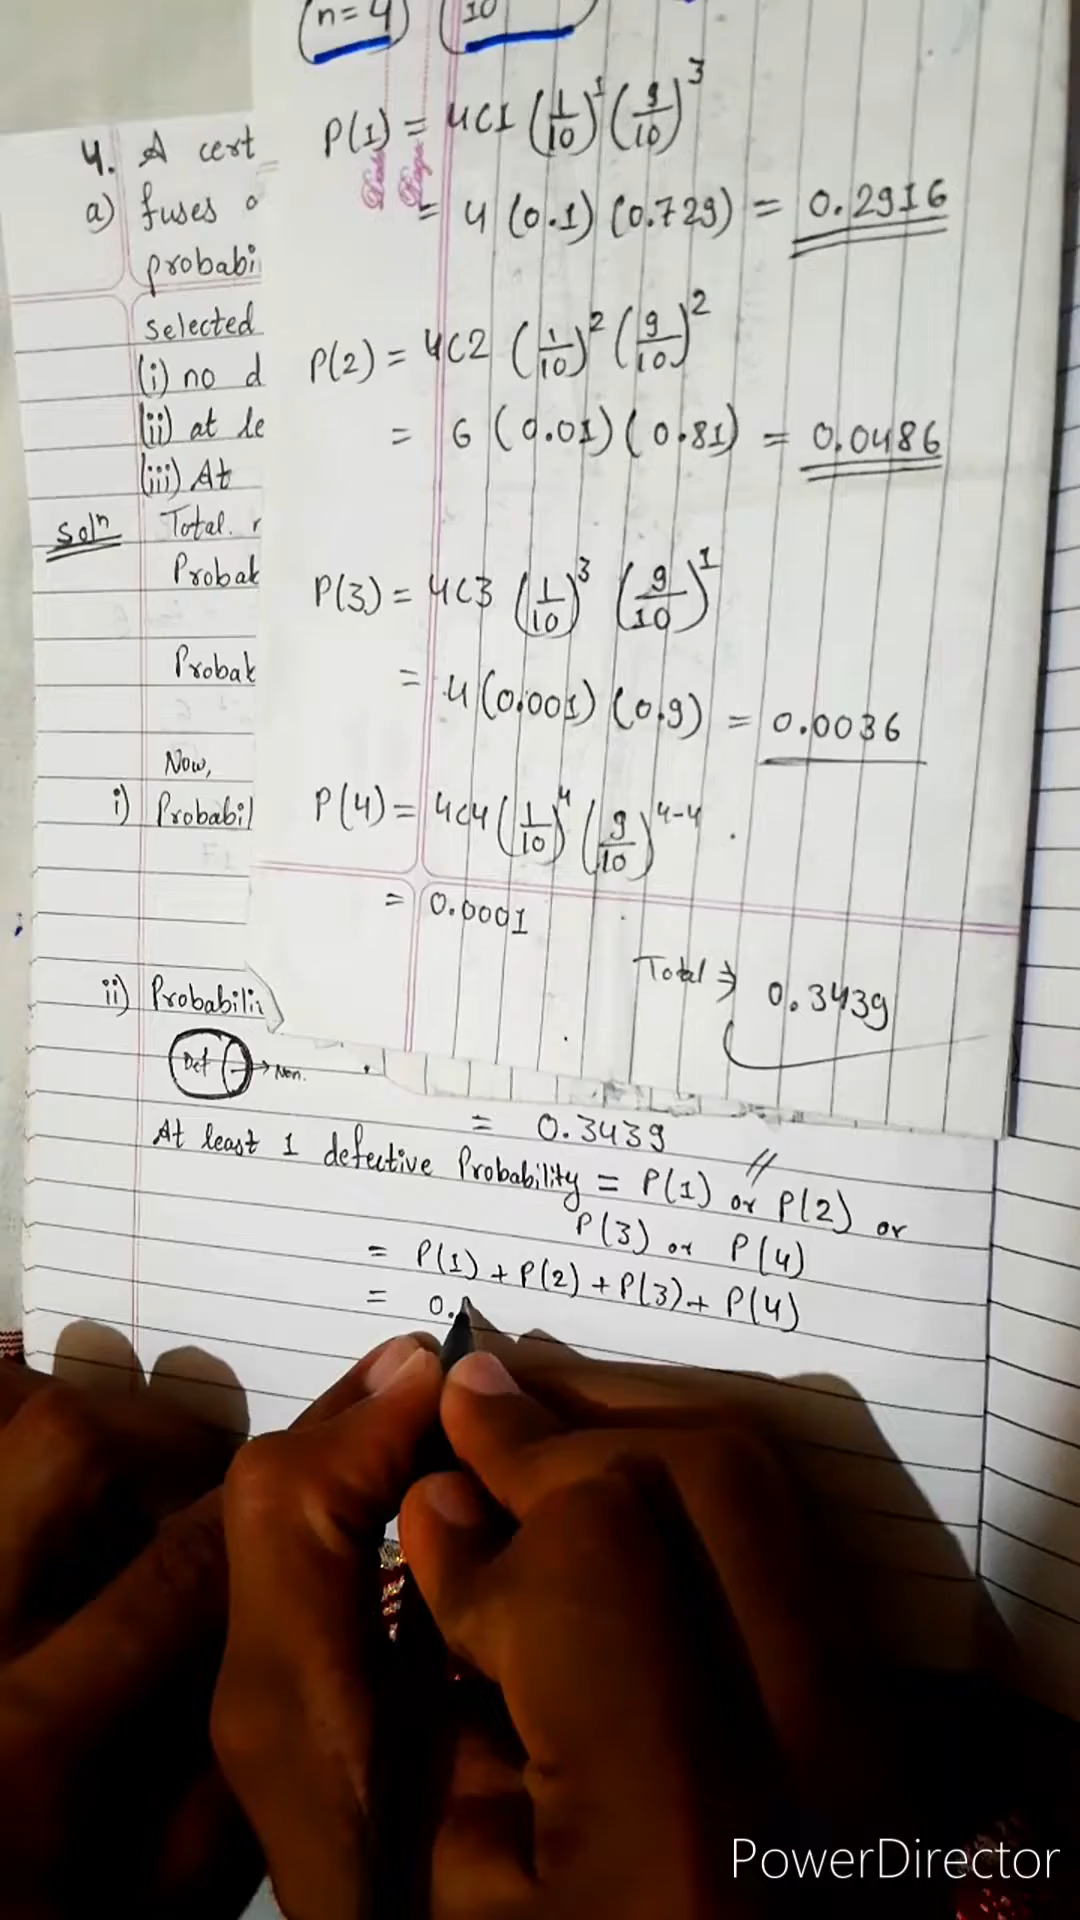 (n=4) (10
P(1) = 4C1 (1/10)^1 (9/10)^3
= 4 (0.1) (0.729) = 0.2916
P(2) = 4C2 (1/10)^2 (9/10)^2
= 6 (0.01) (0.81) = 0.0486
P(3) = 4C3 (1/10)^3 (9/10)^1
= 4 (0.001) (0.9) = 0.0036
P(4) = 4C4 (1/10)^4 (9/10)^4-4
= 0.0001
Total ⇒ 0.3439
4. A cert
a) fuses o
probabi
selected
(i) no d
(ii) at le
(iii) At
Soln Total. r
Probab
Probab
Now,
i) Probabil
ii) Probabili
Def → Non.
= 0.3439 //
At least 1 defective Probability = P(1) or P(2) or
P(3) or P(4)
= P(1) + P(2) + P(3) + P(4)
= 0.
PowerDirector